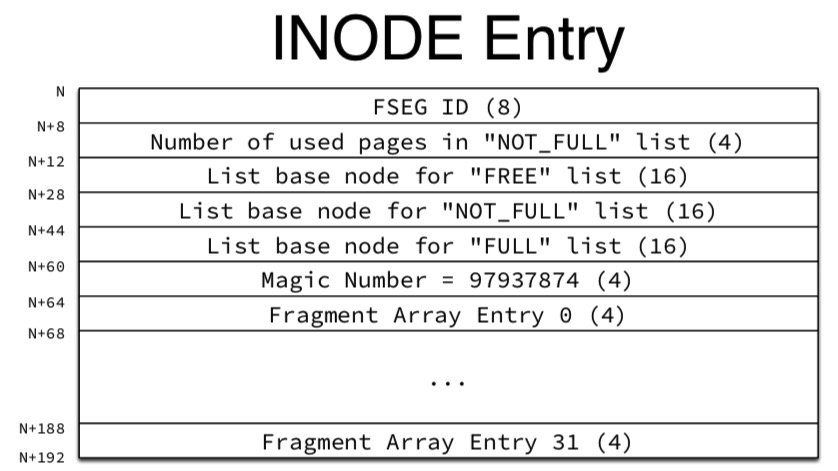 INODE Entry
N
FSEG ID (8)
N+8
Number of used pages in "NOT_FULL" list (4)
N+12
List base node for "FREE" list (16)
N+28
List base node for "NOT_FULL" list (16)
N+44
List base node for "FULL" list (16)
N+60
Magic Number = 97937874 (4)
N+64
Fragment Array Entry 0 (4)
N+68
...
N+188
Fragment Array Entry 31 (4)
N+192